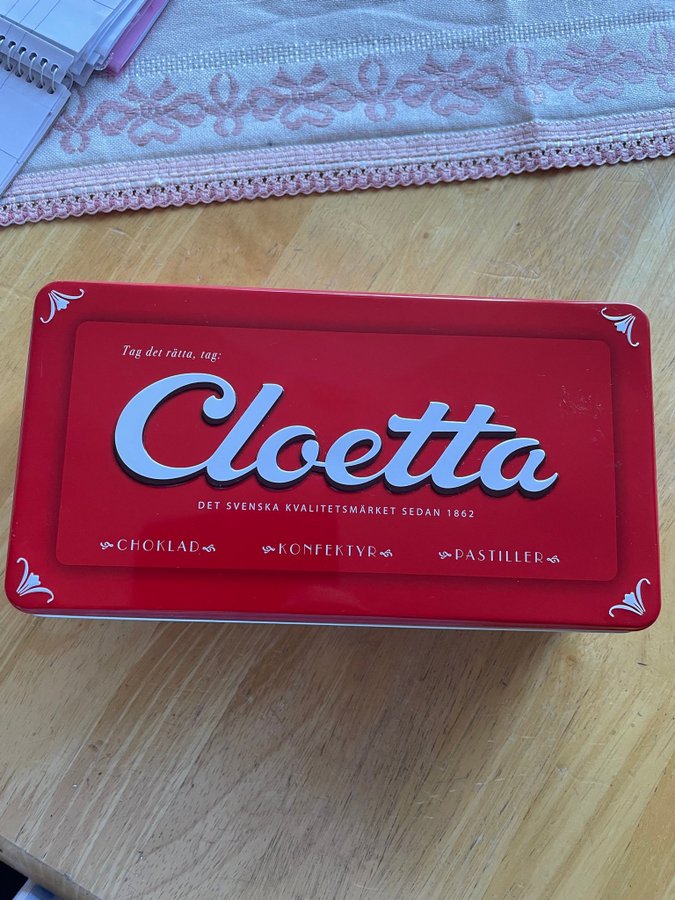 Tag det rätta, tag:
Cloetta
DET SVENSKA KVALITETSMÄRKET SEDAN 1862
CHOKLAD KONFEKTYR PASTILLER